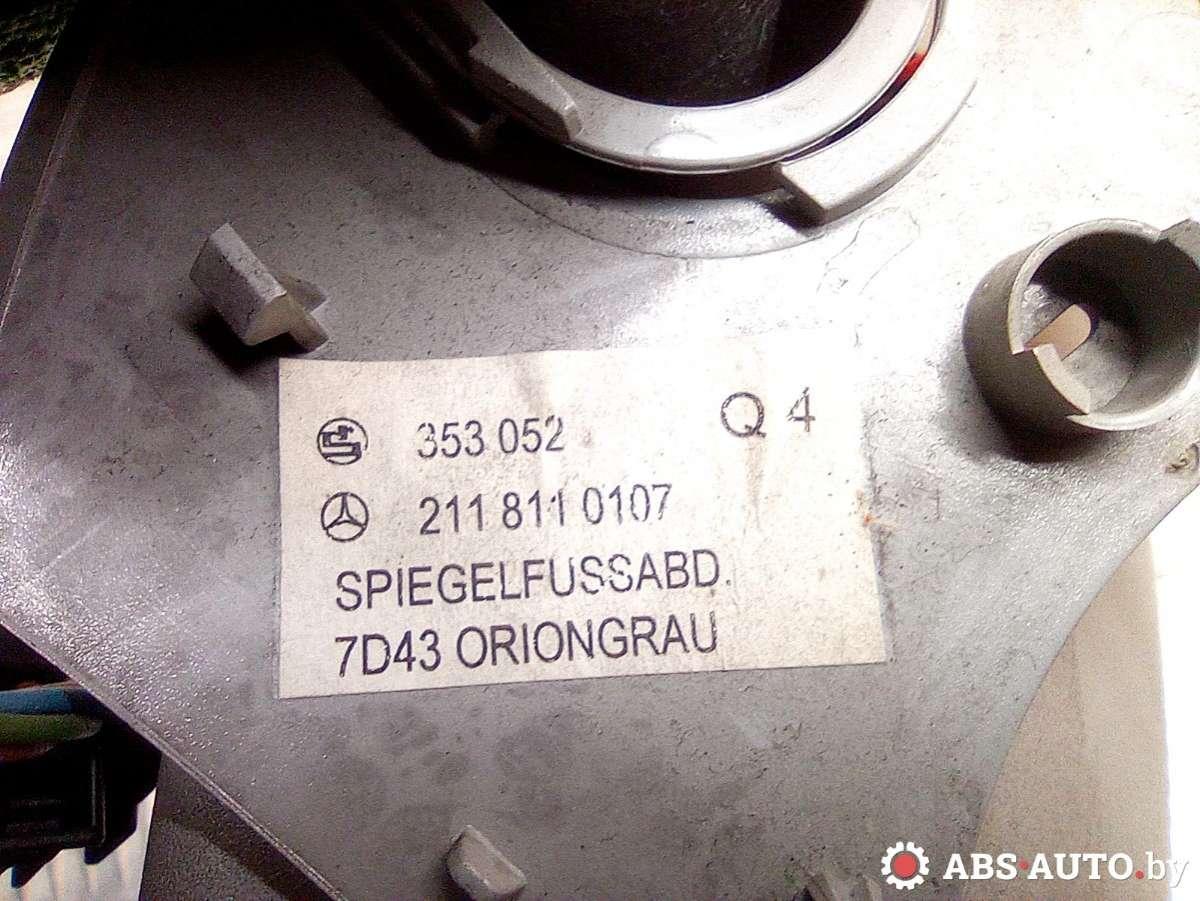 353 052 Q 4
211 811 0107
SPIEGELFUSSABD.
7D43 ORIONGRAU
ABS-AUTO.by